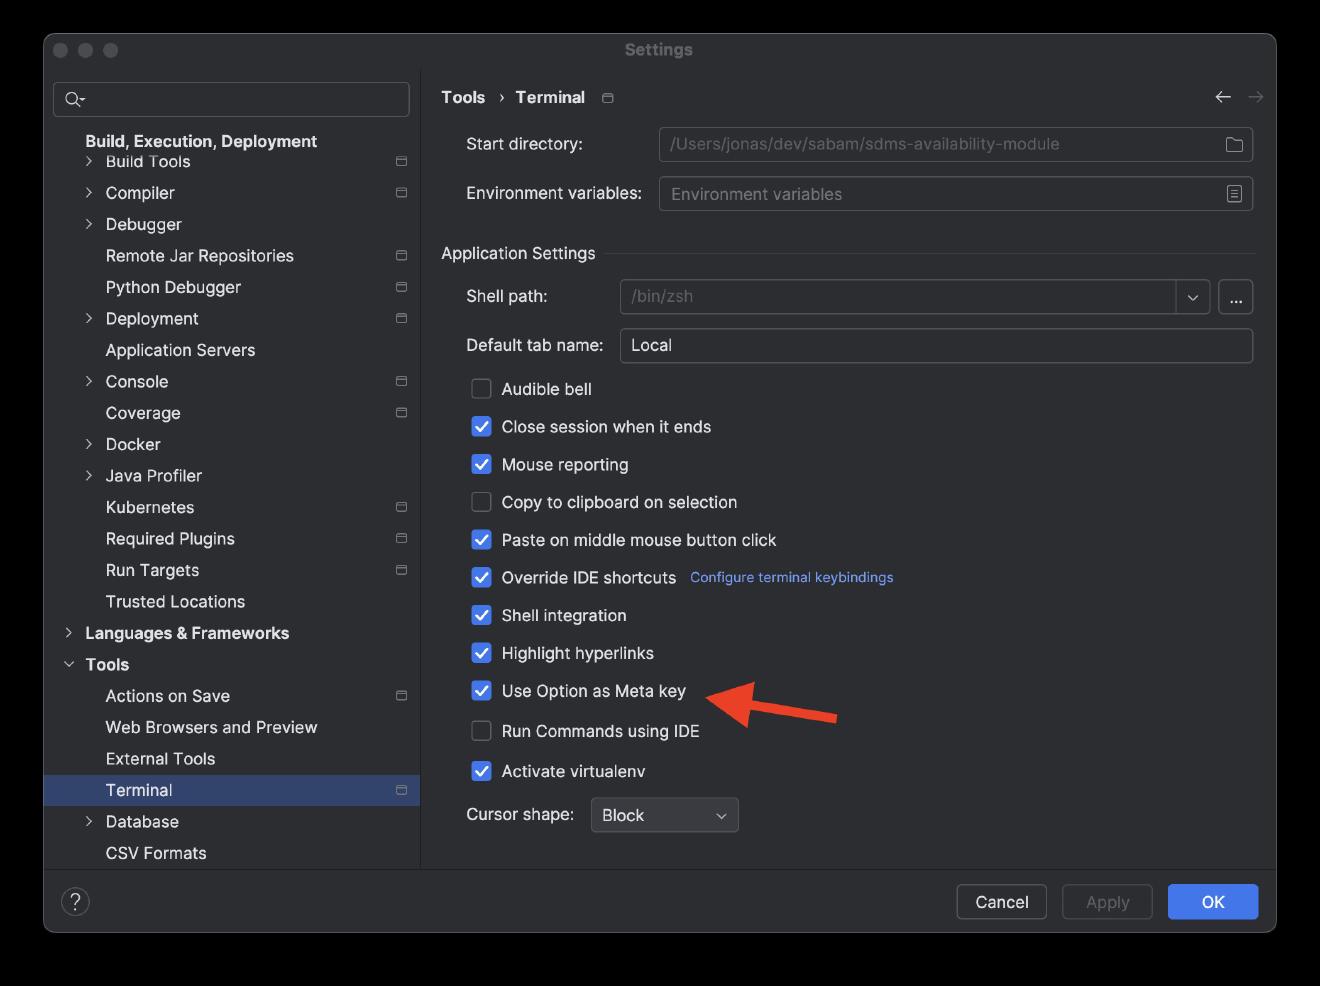 Settings
Build, Execution, Deployment
Build Tools
Compiler
Debugger
Remote Jar Repositories
Python Debugger
Deployment
Application Servers
Console
Coverage
Docker
Java Profiler
Kubernetes
Required Plugins
Run Targets
Trusted Locations
Languages & Frameworks
Tools
Actions on Save
Web Browsers and Preview
External Tools
Terminal
Database
CSV Formats
Tools › Terminal
Start directory: /Users/jonas/dev/sabam/sdms-availability-module
Environment variables: Environment variables
Application Settings
Shell path: /bin/zsh ...
Default tab name: Local
Audible bell
Close session when it ends
Mouse reporting
Copy to clipboard on selection
Paste on middle mouse button click
Override IDE shortcuts Configure terminal keybindings
Shell integration
Highlight hyperlinks
Use Option as Meta key
Run Commands using IDE
Activate virtualenv
Cursor shape: Block
? Cancel Apply OK